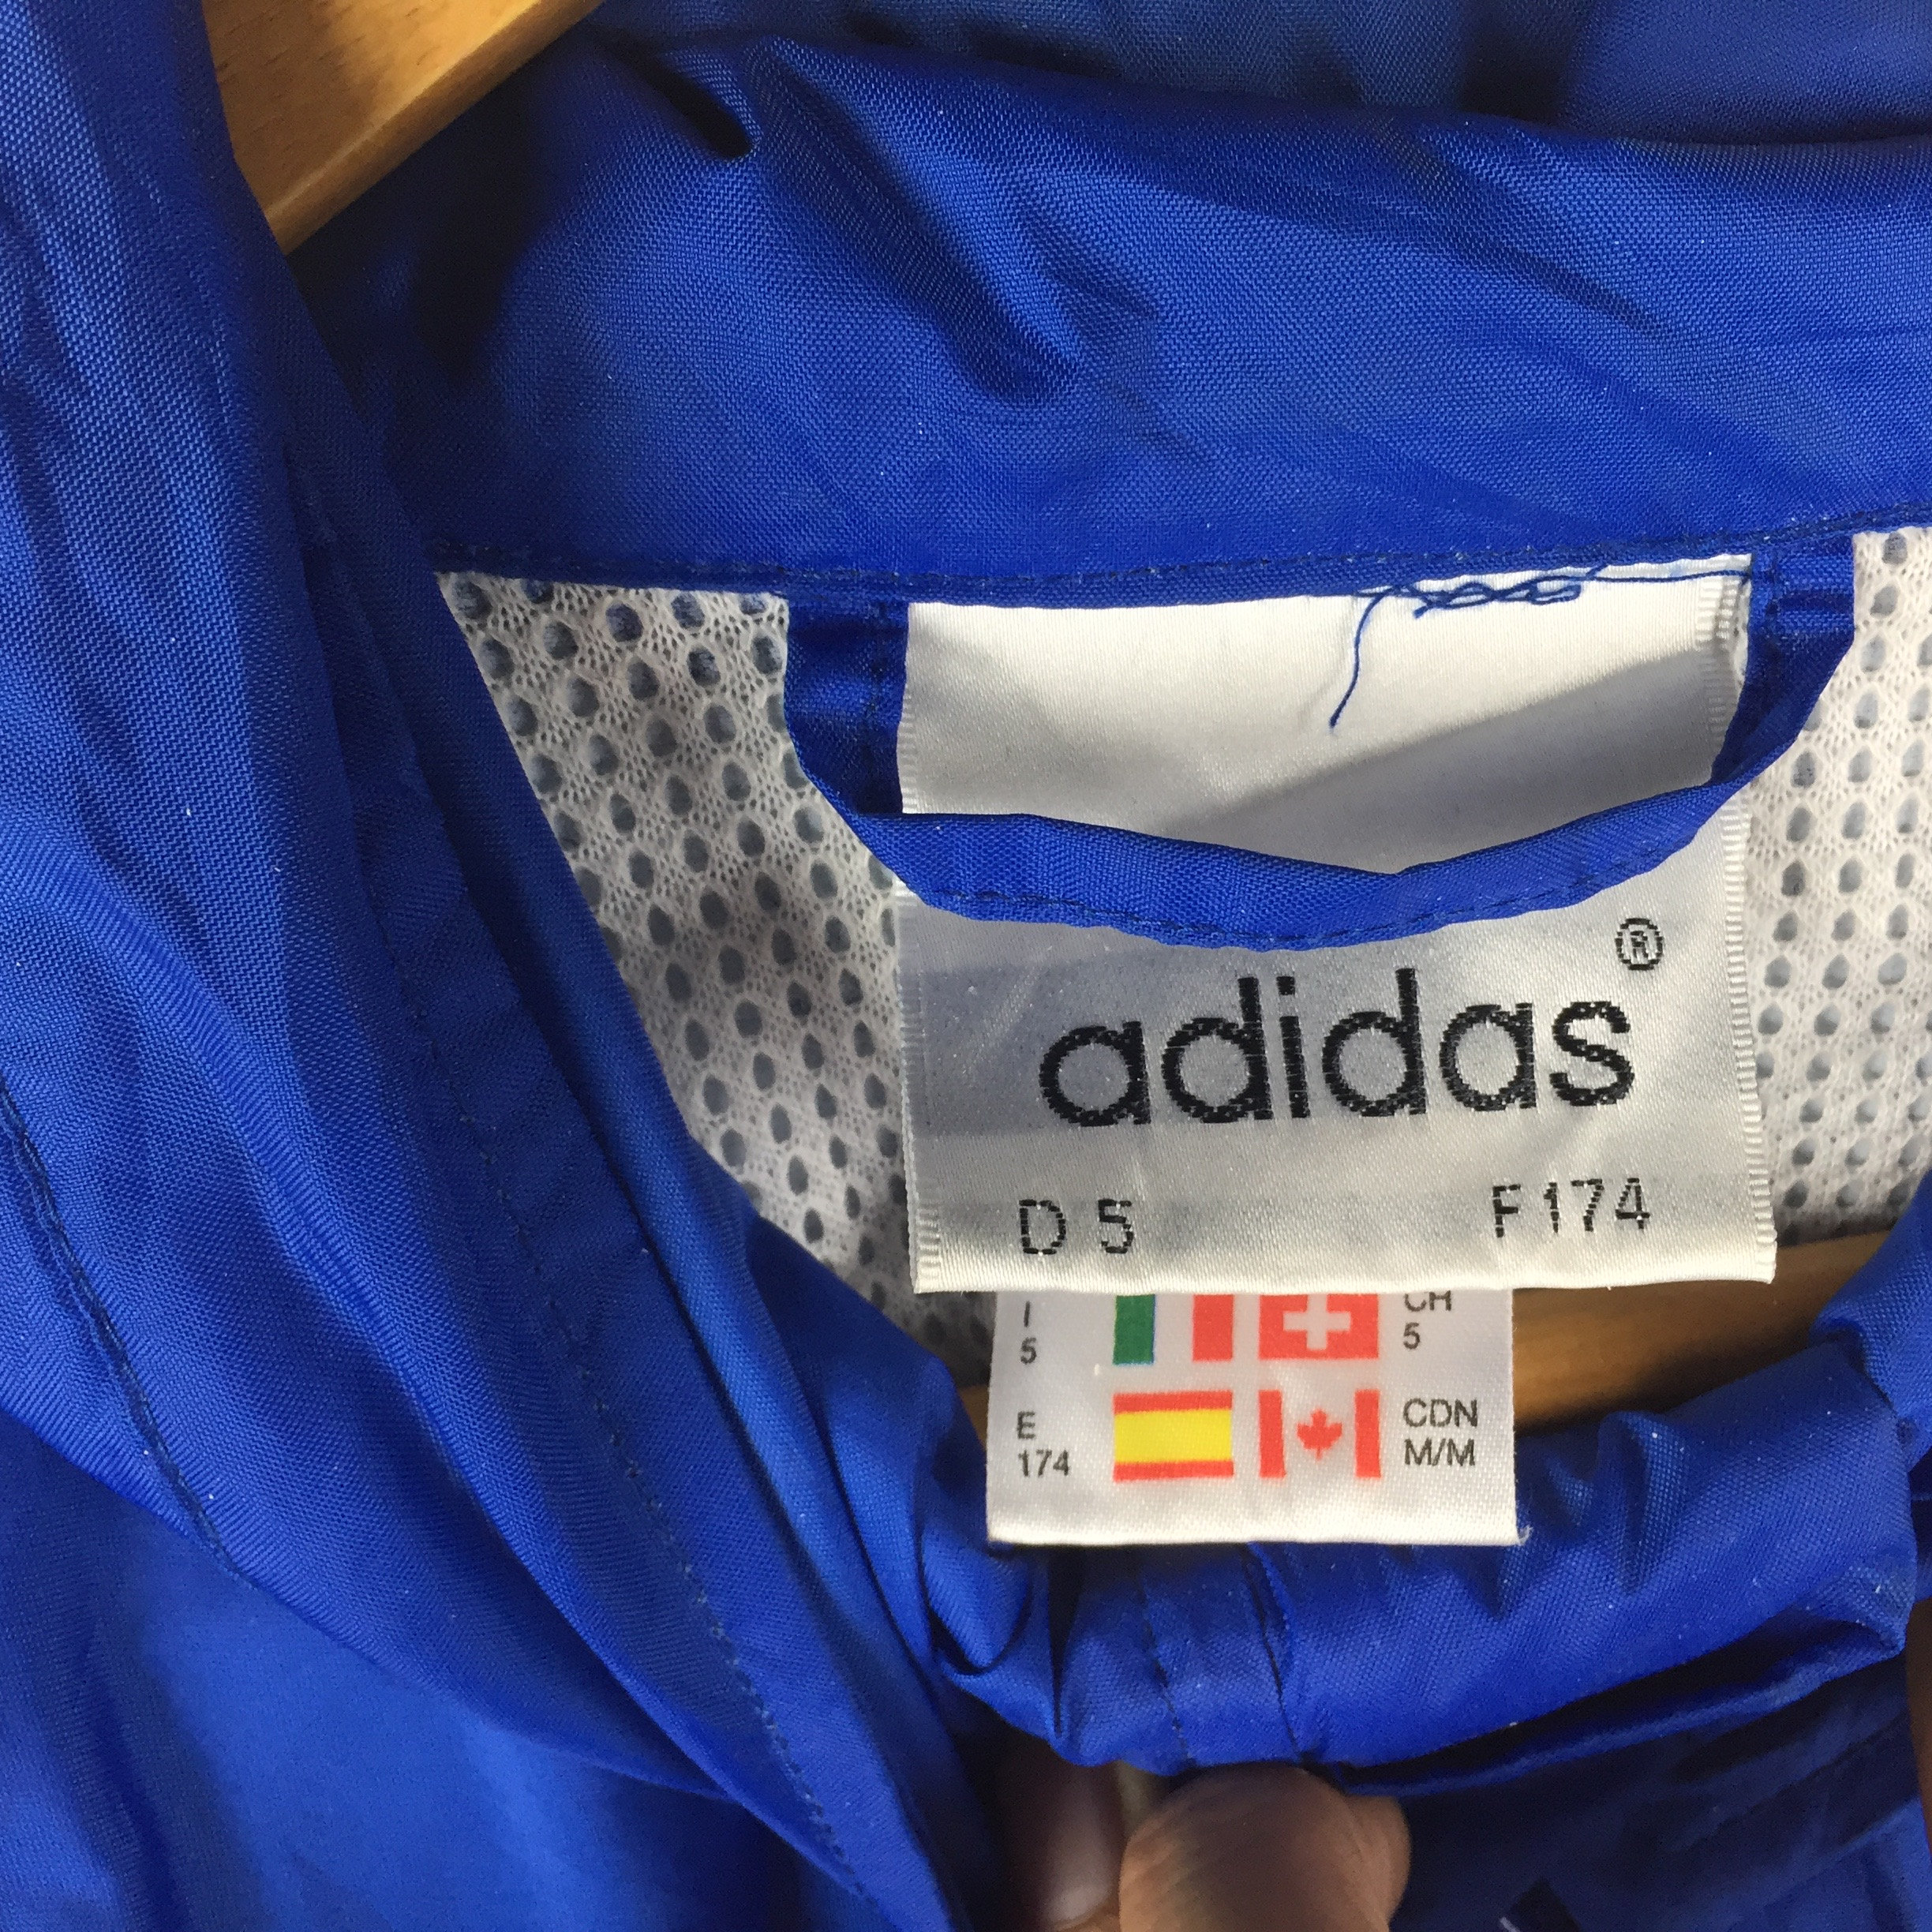 adidas®
D 5 F 174
I CH
5 5
E CDN
174 M/M